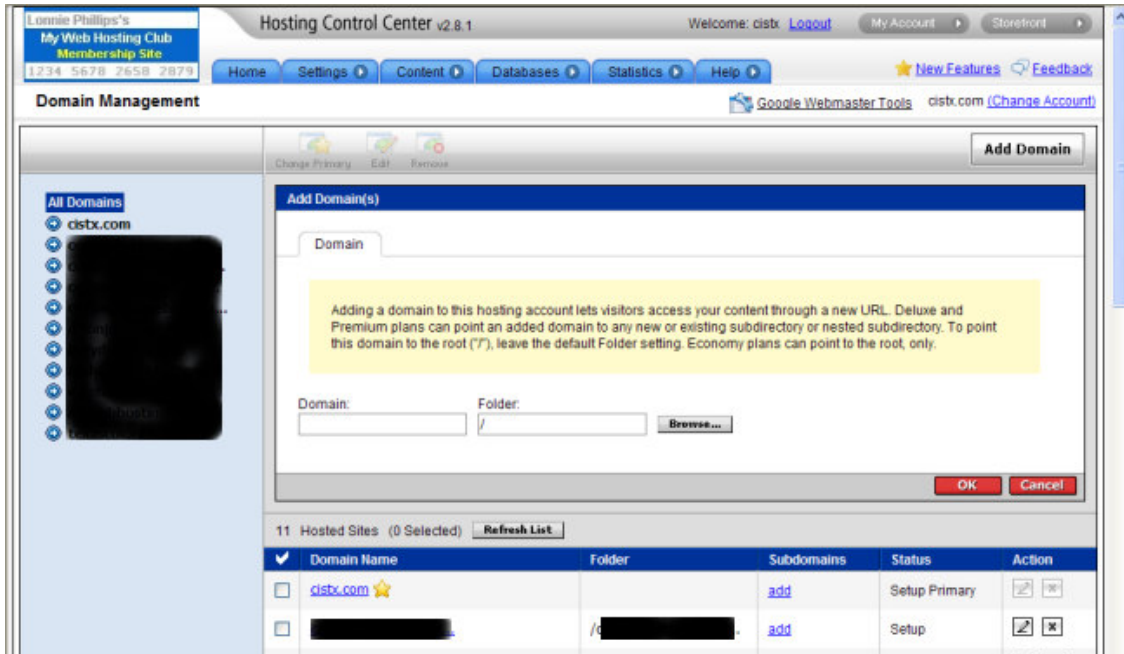 Lonnie Phillips's
My Web Hosting Club
Membership Site
1234 5678 2658 2879
Hosting Control Center v2.8.1
Welcome: cistx Logout
My Account
Storefront
Home
Settings
Content
Databases
Statistics
Help
New Features
Feedback
Domain Management
Google Webmaster Tools
cistx.com (Change Account)
Change Primary
Edit
Remove
Add Domain
All Domains
cistx.com
Add Domain(s)
Domain
Adding a domain to this hosting account lets visitors access your content through a new URL. Deluxe and
Premium plans can point an added domain to any new or existing subdirectory or nested subdirectory. To point
this domain to the root ("/"), leave the default Folder setting. Economy plans can point to the root, only.
Domain:
Folder:
/
Browse...
OK
Cancel
11 Hosted Sites (0 Selected) Refresh List
Domain Name Folder Subdomains Status Action
cistx.com add Setup Primary
add Setup